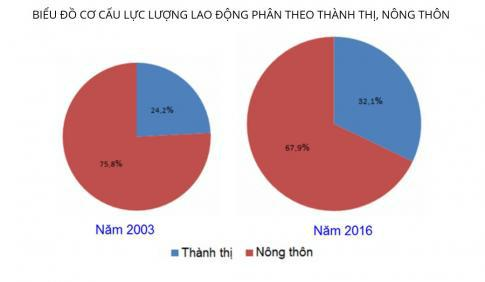 BIỂU ĐỒ CƠ CẤU LỰC LƯỢNG LAO ĐỘNG PHÂN THEO THÀNH THỊ, NÔNG THÔN
24,2%
75,8%
32,1%
67,9%
Năm 2003
Năm 2016
Thành thị
Nông thôn